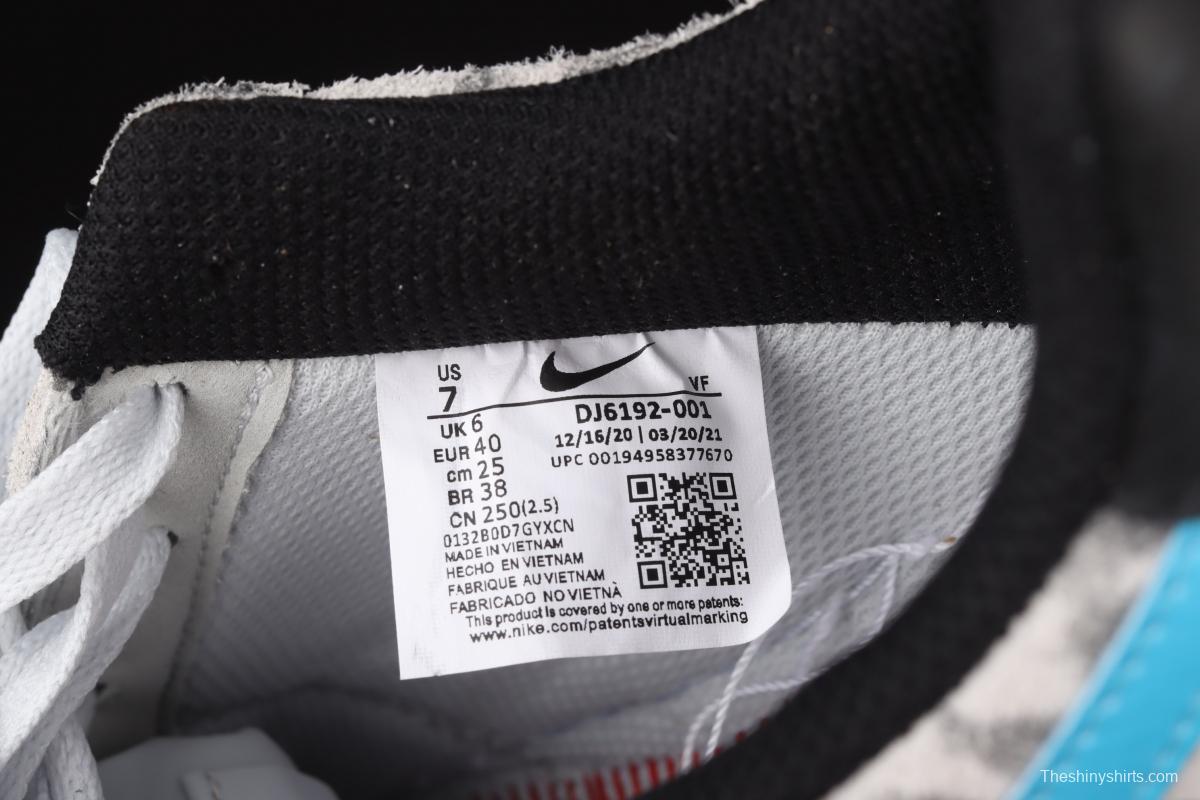 US
7
VF
UK 6
EUR 40
cm 25
BR 38
CN 250(2.5)
DJ6192-001
12/16/20 | 03/20/21
UPC 00194958377670
0132B0D7GYXCN
MADE IN VIETNAM
HECHO EN VIETNAM
FABRIQUE AU VIETNAM
FABRICADO NO VIETNÀ
This product is covered by one or more patents:
www.nike.com/patentsvirtualmarking
Theshinyshirts.com